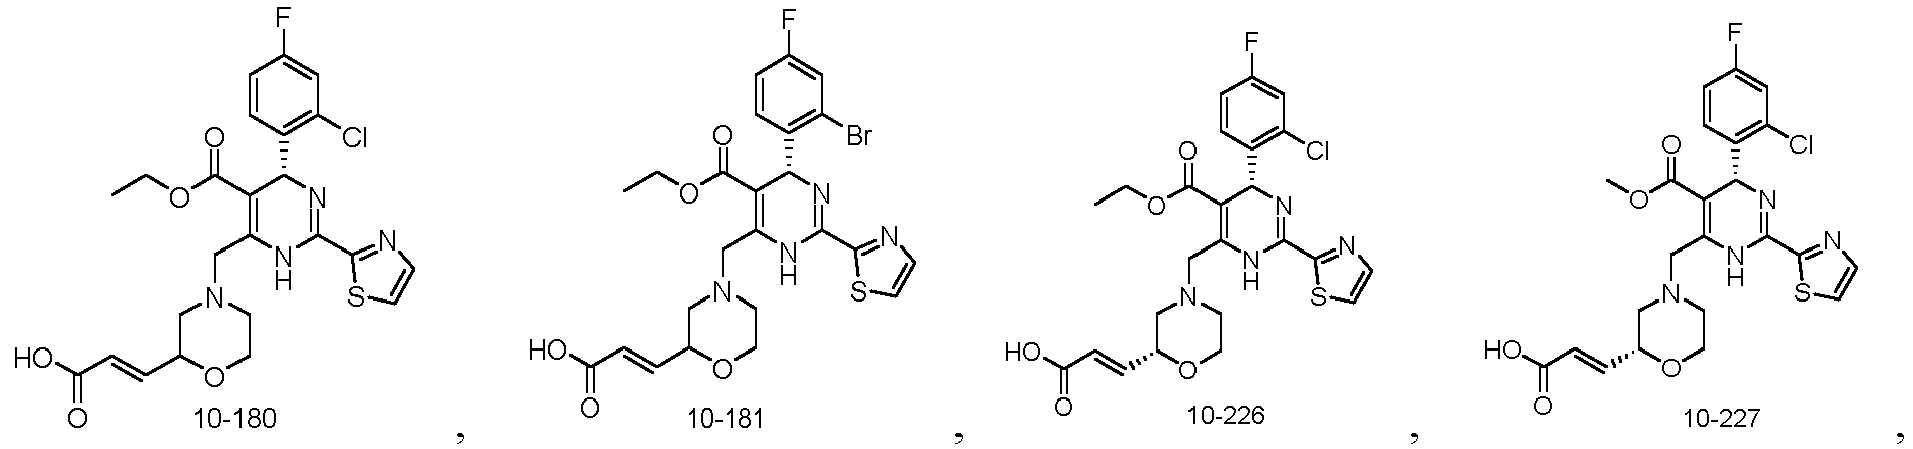 F F F F
Cl Br Cl Cl
O O O O
O N O N O N O N
N H N S N H N S N H N S N H N S
N N N N
HO O O HO O O HO O O HO O O
10-180 , 10-181 , 10-226 , 10-227 ,